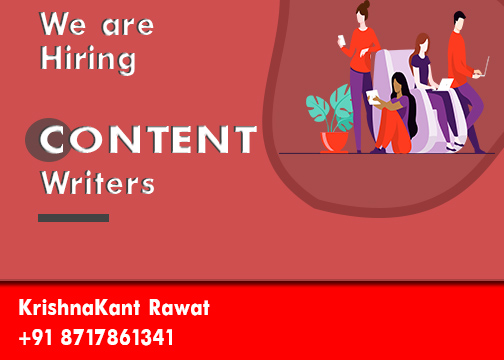 We are
Hiring
CONTENT
Writers
KrishnaKant Rawat
+91 8717861341